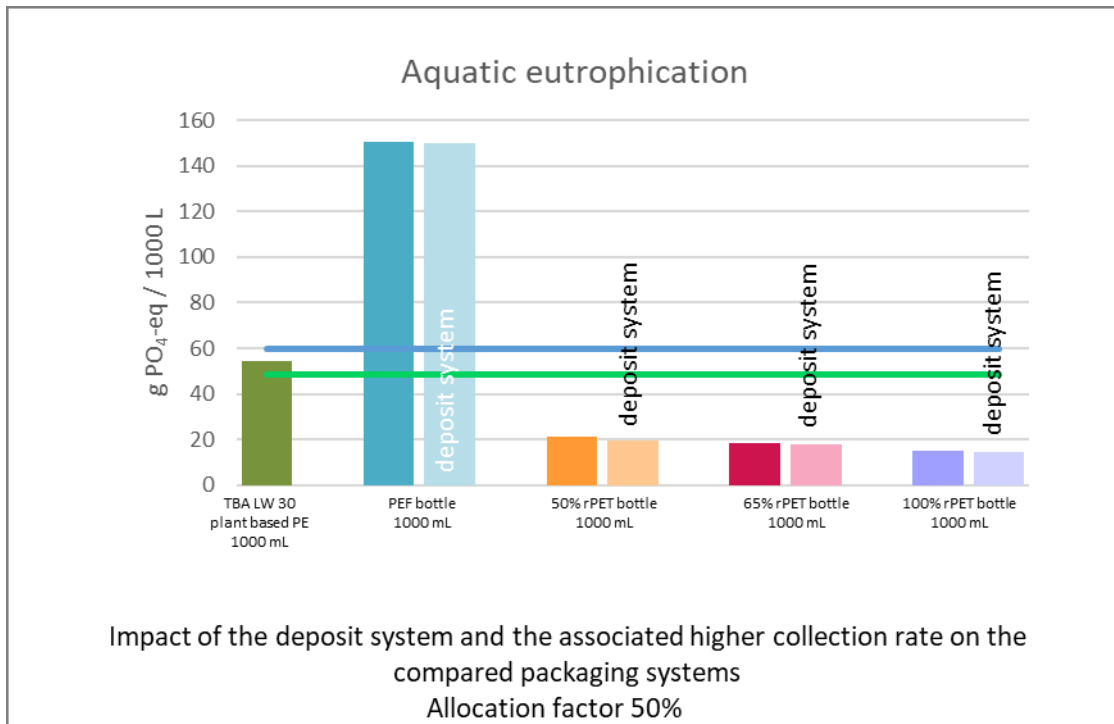 Aquatic eutrophication
g PO₄-eq / 1000 L
160
140
120
100
80
60
40
20
0
deposit system
deposit system
deposit system
deposit system
TBA LW 30
plant based PE
1000 mL
PEF bottle
1000 mL
50% rPET bottle
1000 mL
65% rPET bottle
1000 mL
100% rPET bottle
1000 mL
Impact of the deposit system and the associated higher collection rate on the
compared packaging systems
Allocation factor 50%